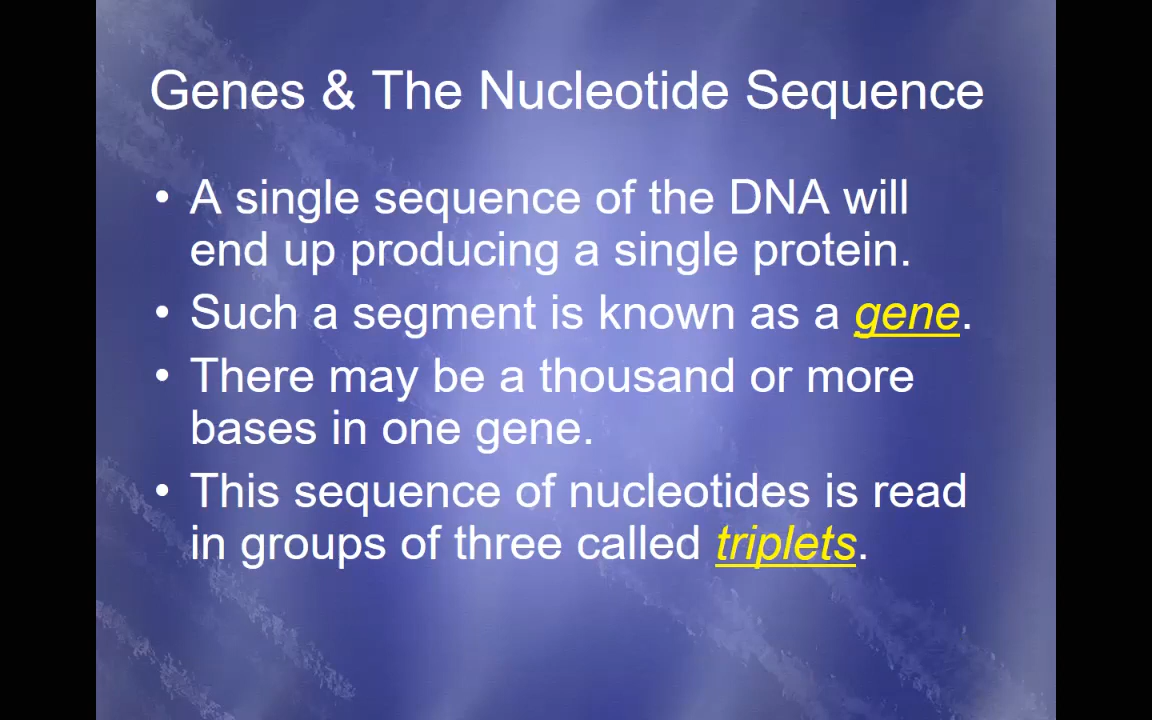 Genes & The Nucleotide Sequence
• A single sequence of the DNA will
end up producing a single protein.
• Such a segment is known as a gene.
• There may be a thousand or more
bases in one gene.
• This sequence of nucleotides is read
in groups of three called triplets.